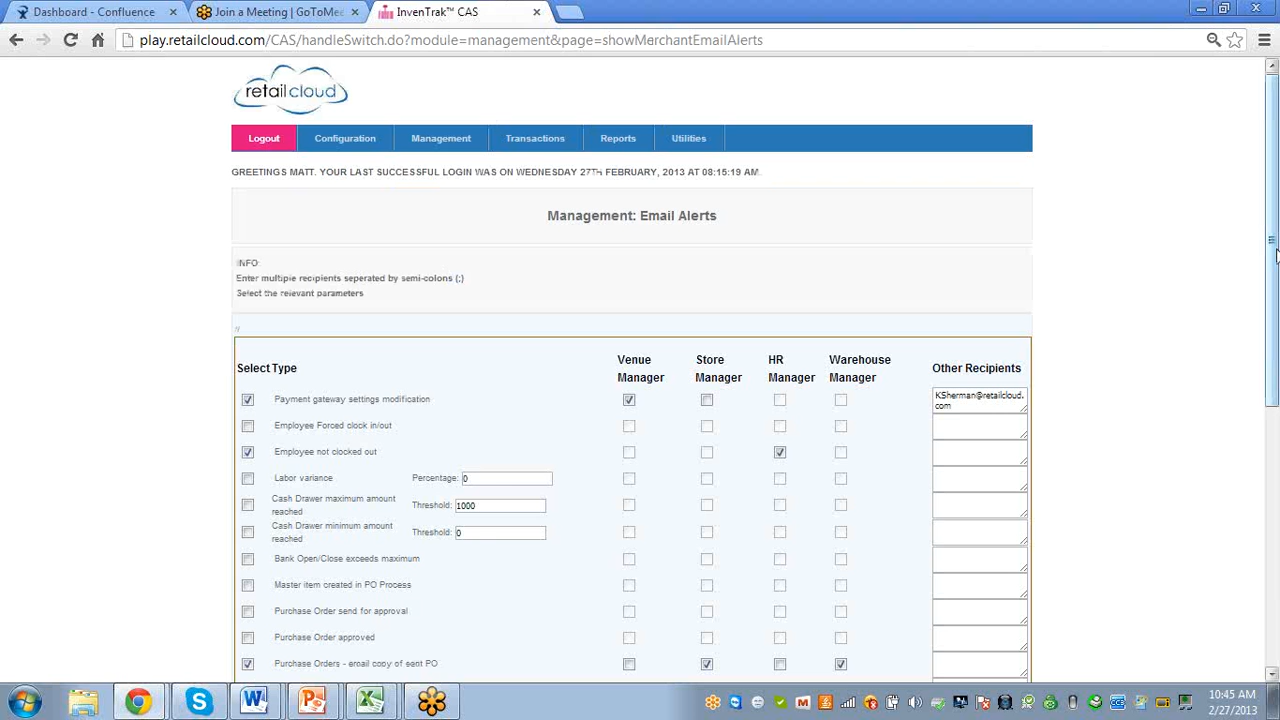 Dashboard - Confluence
Join a Meeting | GoToMee
InvenTrak™ CAS
play.retailcloud.com/CAS/handleSwitch.do?module=management&page=showMerchantEmailAlerts
retailcloud
Logout Configuration Management Transactions Reports Utilities
GREETINGS MATT. YOUR LAST SUCCESSFUL LOGIN WAS ON WEDNESDAY 27TH FEBRUARY, 2013 AT 08:15:19 AM.
Management: Email Alerts
INFO:
Enter multiple recipients seperated by semi-colons (;)
Select the relevant parameters
//
Select Type Venue Manager Store Manager HR Manager Warehouse Manager Other Recipients
Payment gateway settings modification KSherman@retailcloud.
com
Employee Forced clock in/out
Employee not clocked out
Labor variance Percentage: 0
Cash Drawer maximum amount
reached Threshold: 1000
Cash Drawer minimum amount
reached Threshold: 0
Bank Open/Close exceeds maximum
Master item created in PO Process
Purchase Order send for approval
Purchase Order approved
Purchase Orders - email copy of sent PO
10:45 AM
2/27/2013